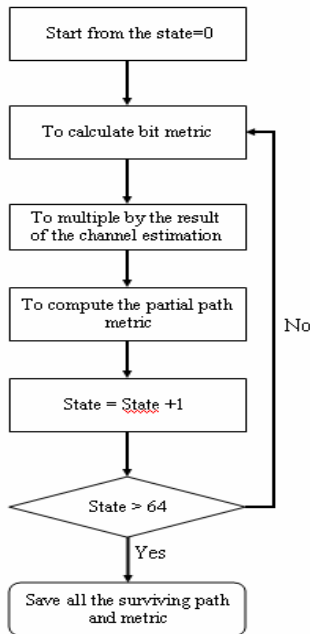 Start from the state=0
To calculate bit metric
To multiple by the result
of the channel estimation
To compute the partial path
metric
No
State = State +1
State > 64
Yes
Save all the surviving path
and metric